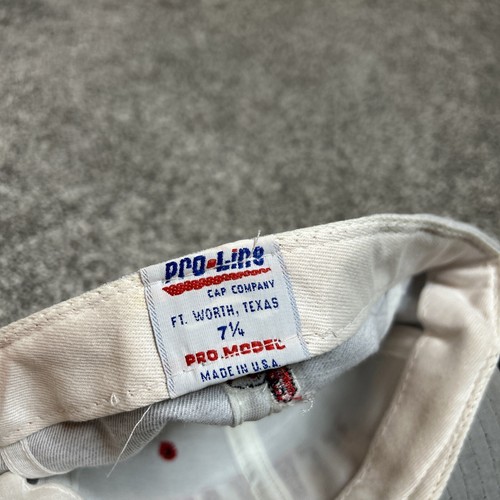 PRO-Line
CAP COMPANY
FT. WORTH, TEXAS
7¼
PRO.MODEL
MADE IN U.S.A.